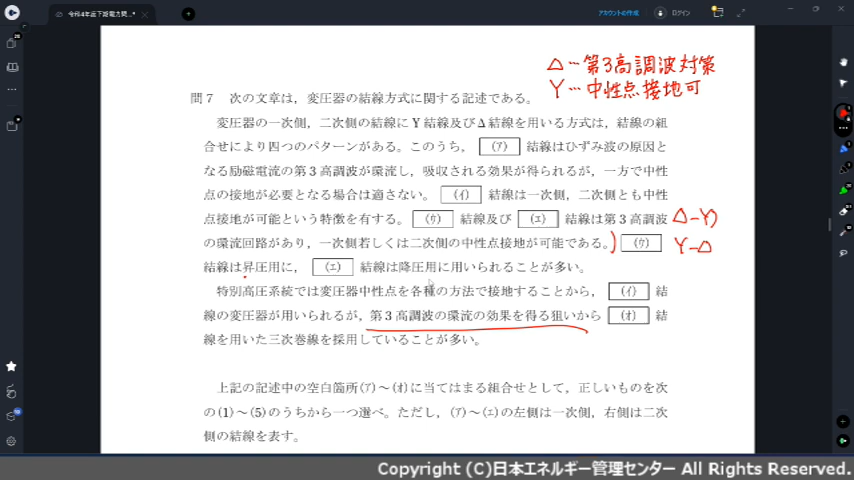 令和4年度下期電力問...*
アカウントの作成
ログイン
△…第3高調波対策
Y…中性点接地可
問7 次の文章は，変圧器の結線方式に関する記述である。
変圧器の一次側，二次側の結線にY結線及びΔ結線を用いる方式は，結線の組
合せにより四つのパターンがある。このうち， (ア) 結線はひずみ波の原因と
なる励磁電流の第3高調波が環流し，吸収される効果が得られるが，一方で中性
点の接地が必要となる場合は適さない。 (イ) 結線は一次側，二次側とも中性
点接地が可能という特徴を有する。 (ウ) 結線及び (エ) 結線は第3高調波 △-Y)
の環流回路があり，一次側若しくは二次側の中性点接地が可能である。 ) (ウ) Y-△
結線は昇圧用に， (エ) 結線は降圧用に用いられることが多い。
特別高圧系統では変圧器中性点を各種の方法で接地することから， (イ) 結
線の変圧器が用いられるが，第3高調波の環流の効果を得る狙いから (オ) 結
線を用いた三次巻線を採用していることが多い。
上記の記述中の空白箇所(ア)～(オ)に当てはまる組合せとして，正しいものを次
の(1)～(5)のうちから一つ選べ。ただし，(ア)～(エ)の左側は一次側，右側は二次
側の結線を表す。
Copyright (C)日本エネルギー管理センター All Rights Reserved.